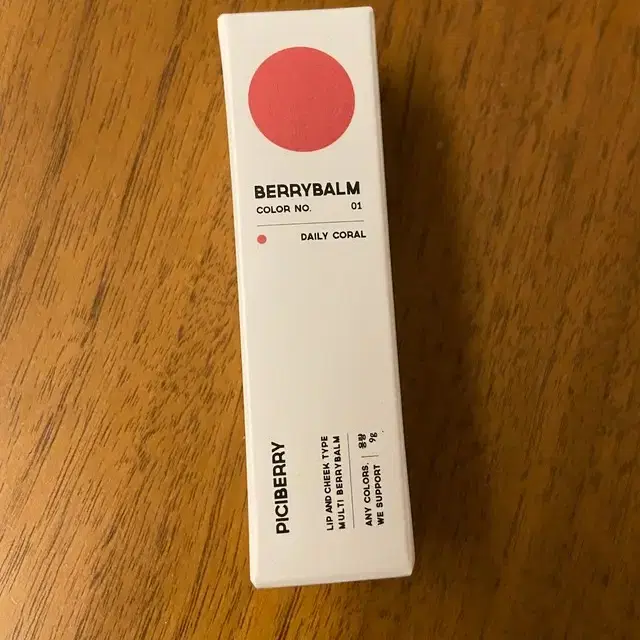 BERRYBALM
COLOR NO. 01
DAILY CORAL
PICIBERRY
LIP AND CHEEK TYPE
MULTI BERRYBALM
ANY COLORS. | 용량
WE SUPPORT | 9g